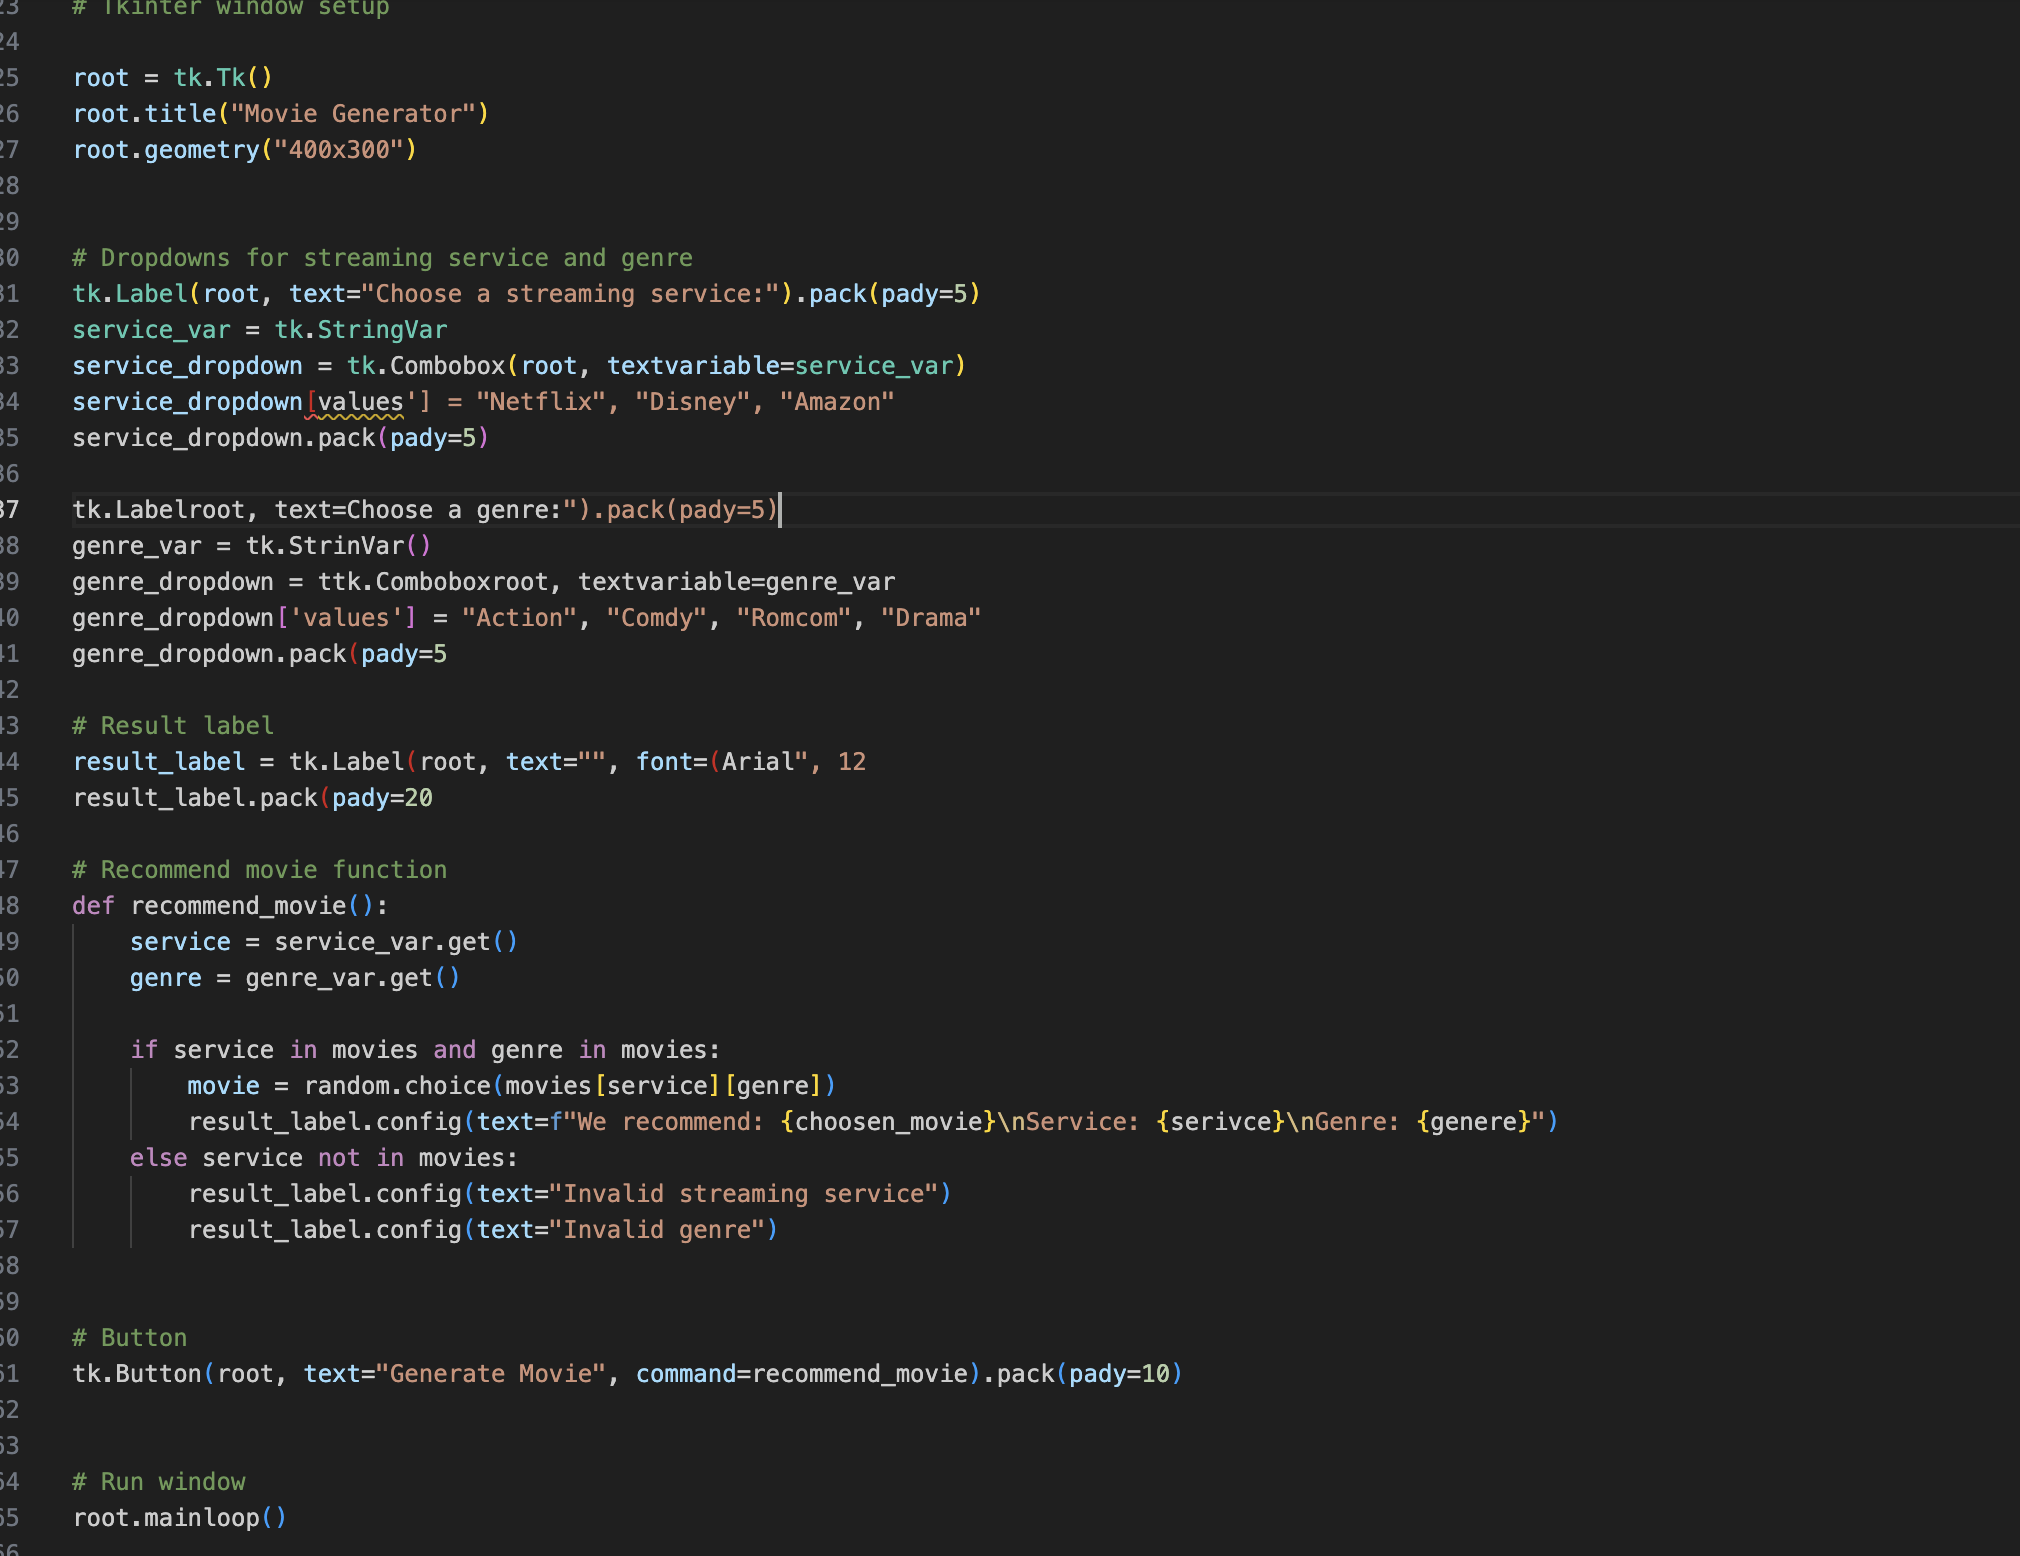 23 # Tkinter window setup
24
25 root = tk.Tk()
26 root.title("Movie Generator")
27 root.geometry("400x300")
28
29
30 # Dropdowns for streaming service and genre
31 tk.Label(root, text="Choose a streaming service:").pack(pady=5)
32 service_var = tk.StringVar
33 service_dropdown = tk.Combobox(root, textvariable=service_var)
34 service_dropdown[values'] = "Netflix", "Disney", "Amazon"
35 service_dropdown.pack(pady=5)
36
37 tk.Labelroot, text=Choose a genre:").pack(pady=5)
38 genre_var = tk.StrinVar()
39 genre_dropdown = ttk.Comboboxroot, textvariable=genre_var
40 genre_dropdown['values'] = "Action", "Comdy", "Romcom", "Drama"
41 genre_dropdown.pack(pady=5
42
43 # Result label
44 result_label = tk.Label(root, text="", font=(Arial", 12
45 result_label.pack(pady=20
46
47 # Recommend movie function
48 def recommend_movie():
49     service = service_var.get()
50     genre = genre_var.get()
51
52     if service in movies and genre in movies:
53         movie = random.choice(movies[service][genre])
54         result_label.config(text=f"We recommend: {choosen_movie}\nService: {serivce}\nGenre: {genere}")
55     else service not in movies:
56         result_label.config(text="Invalid streaming service")
57         result_label.config(text="Invalid genre")
58
59
60 # Button
61 tk.Button(root, text="Generate Movie", command=recommend_movie).pack(pady=10)
62
63
64 # Run window
65 root.mainloop()
66